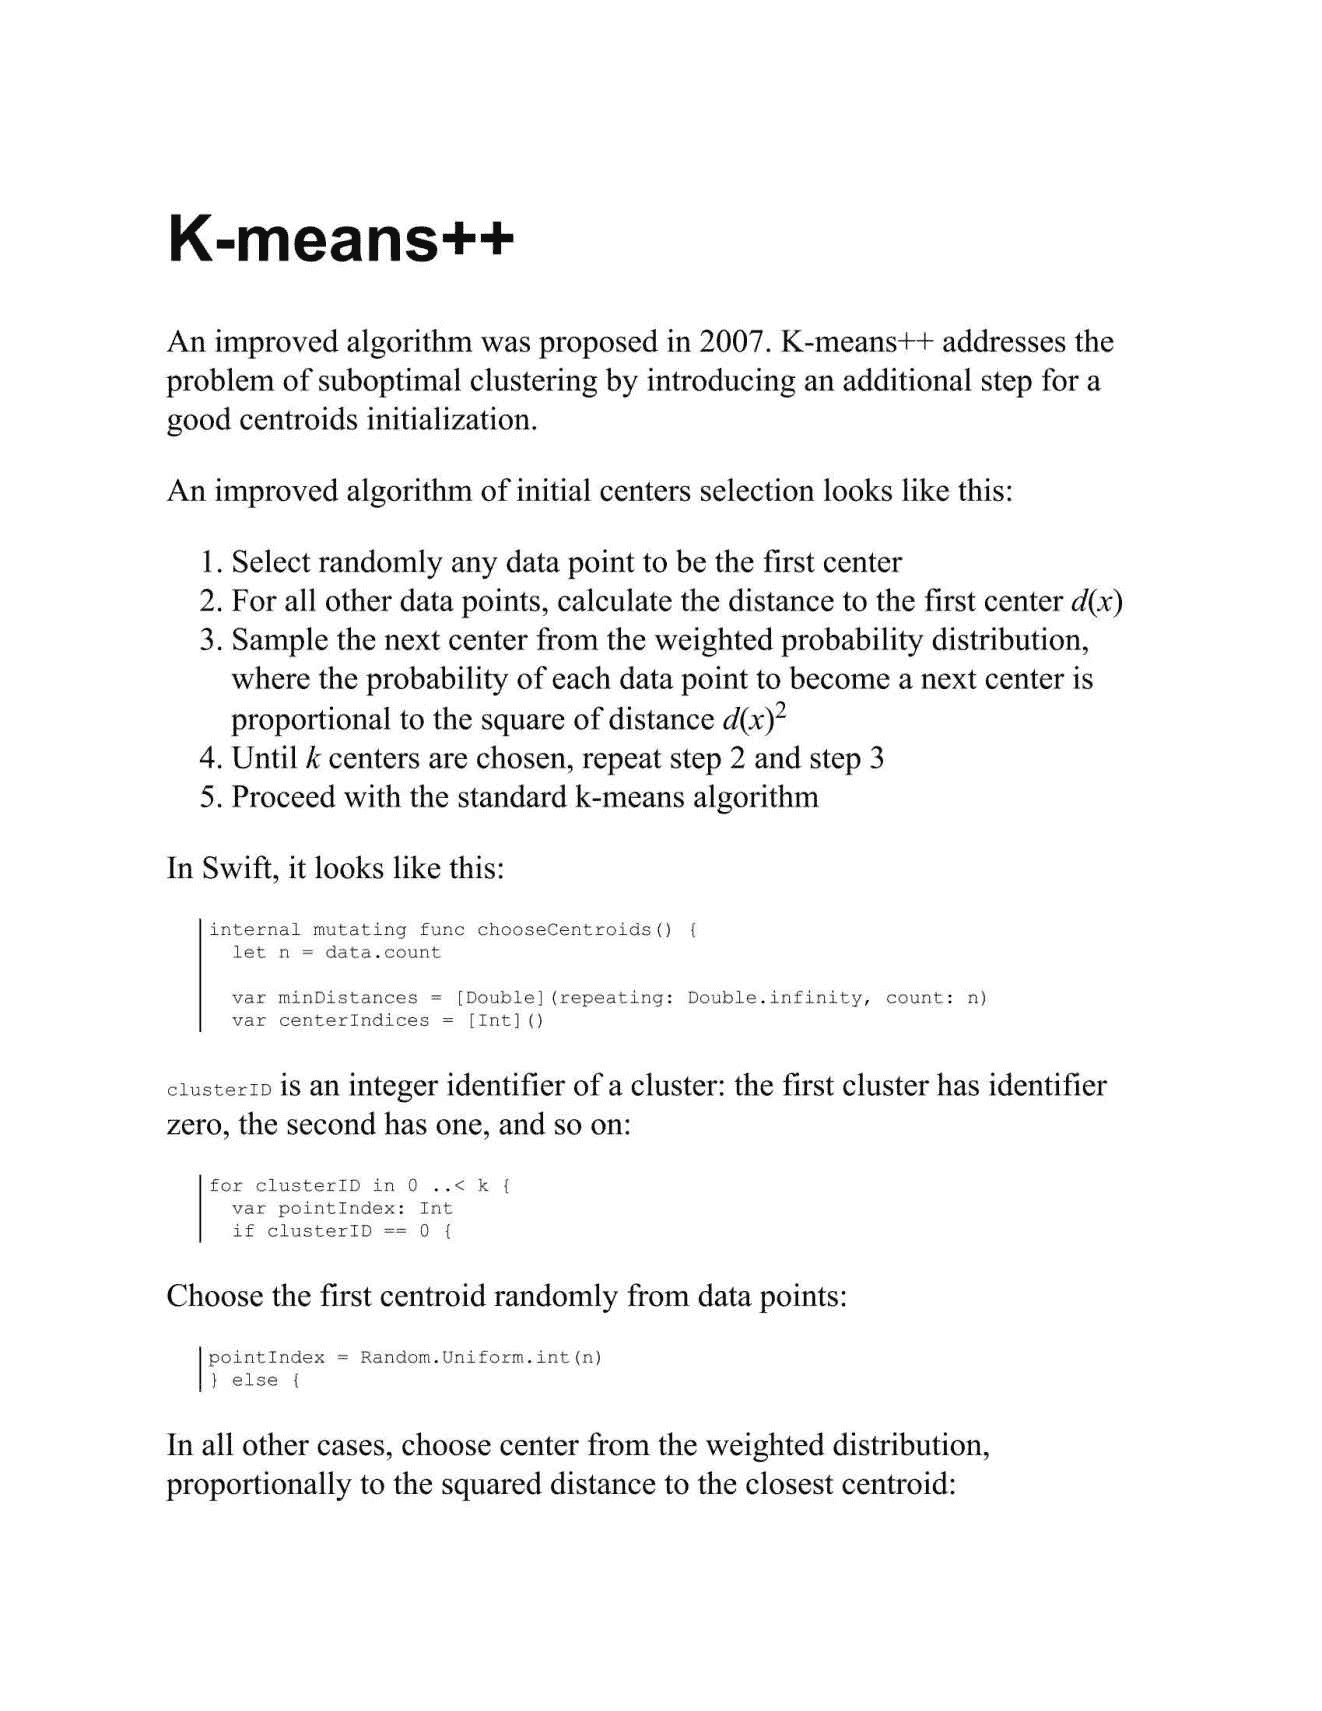 K-means++
An improved algorithm was proposed in 2007. K-means++ addresses the
problem of suboptimal clustering by introducing an additional step for a
good centroids initialization.
An improved algorithm of initial centers selection looks like this:
1. Select randomly any data point to be the first center
2. For all other data points, calculate the distance to the first center d(x)
3. Sample the next center from the weighted probability distribution,
where the probability of each data point to become a next center is
proportional to the square of distance d(x)²
4. Until k centers are chosen, repeat step 2 and step 3
5. Proceed with the standard k-means algorithm
In Swift, it looks like this:
internal mutating func chooseCentroids() {
let n = data.count
var minDistances = [Double](repeating: Double.infinity, count: n)
var centerIndices = [Int]()
clusterID is an integer identifier of a cluster: the first cluster has identifier
zero, the second has one, and so on:
for clusterID in 0 ..< k {
var pointIndex: Int
if clusterID == 0 {
Choose the first centroid randomly from data points:
pointIndex = Random.Uniform.int(n)
} else {
In all other cases, choose center from the weighted distribution,
proportionally to the squared distance to the closest centroid: